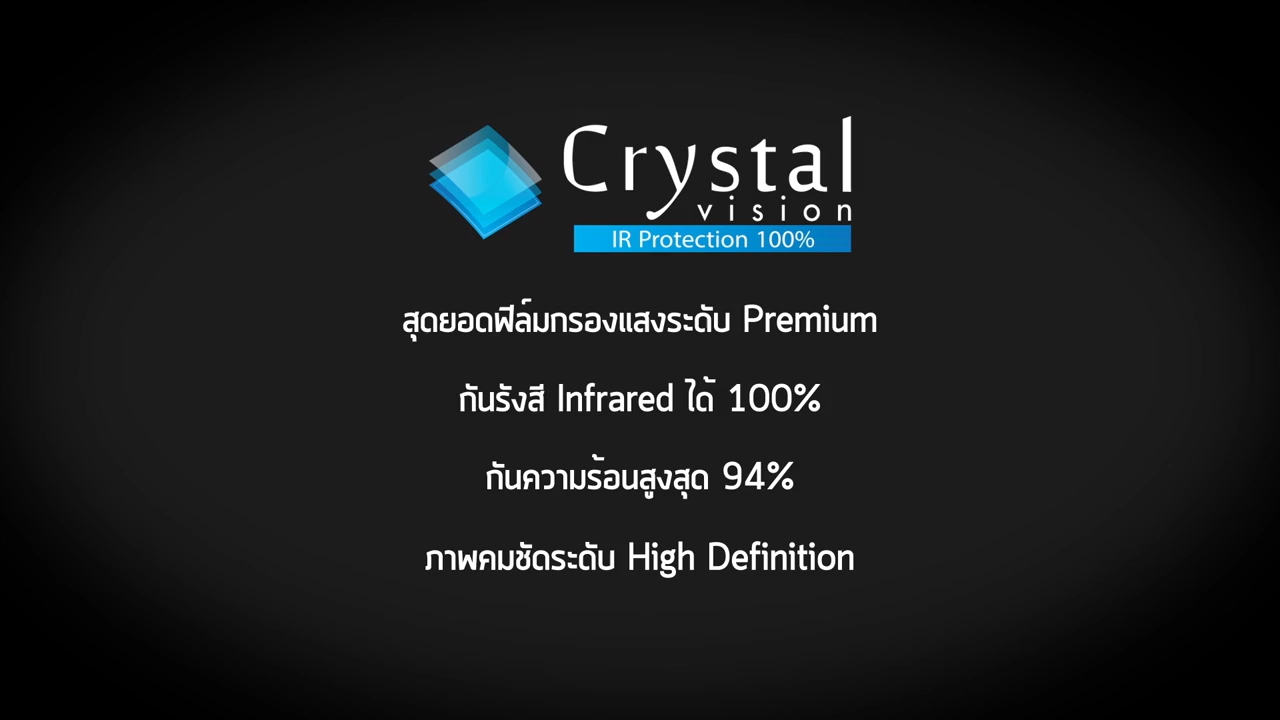 Crystal
vision
IR Protection 100%
สุดยอดฟิล์มกรองแสงระดับ Premium
กันรังสี Infrared ได้ 100%
กันความร้อนสูงสุด 94%
ภาพคมชัดระดับ High Definition